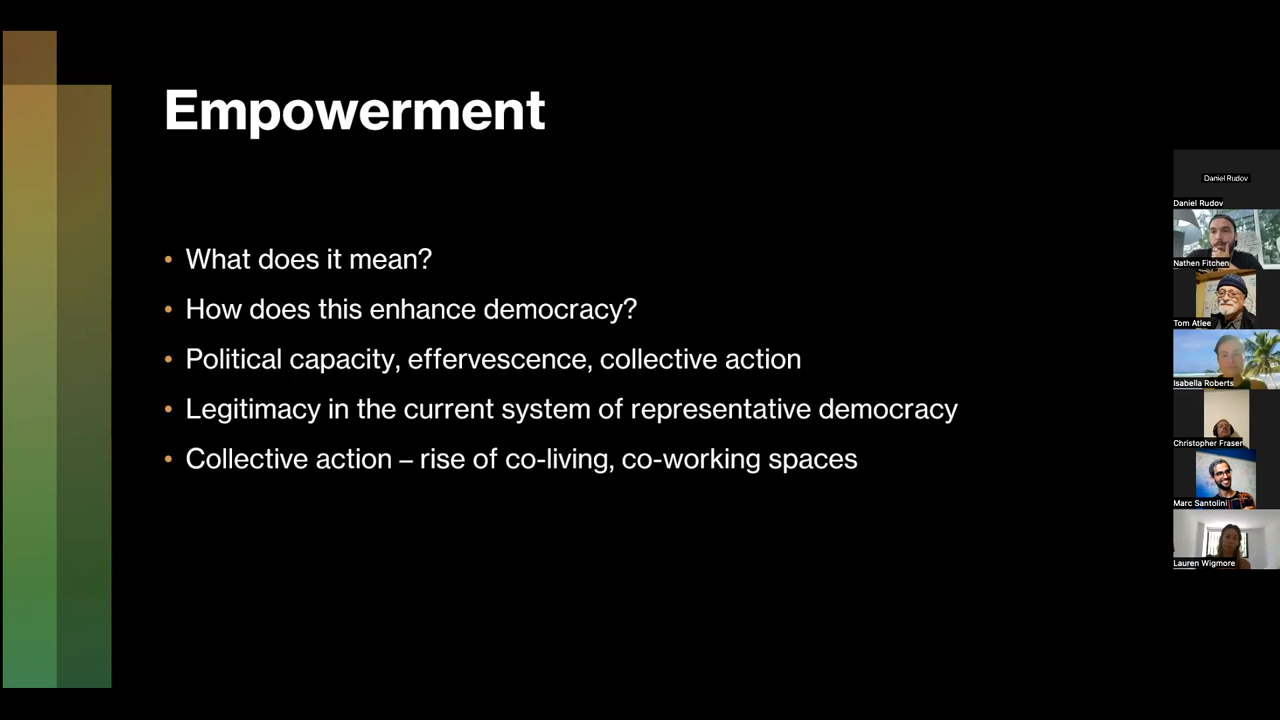 Empowerment
• What does it mean?
• How does this enhance democracy?
• Political capacity, effervescence, collective action
• Legitimacy in the current system of representative democracy
• Collective action – rise of co-living, co-working spaces
Daniel Rudov
Daniel Rudov
Nathen Fitchen
Tom Atlee
Isabella Roberts
Christopher Fraser
Marc Santolini
Lauren Wigmore